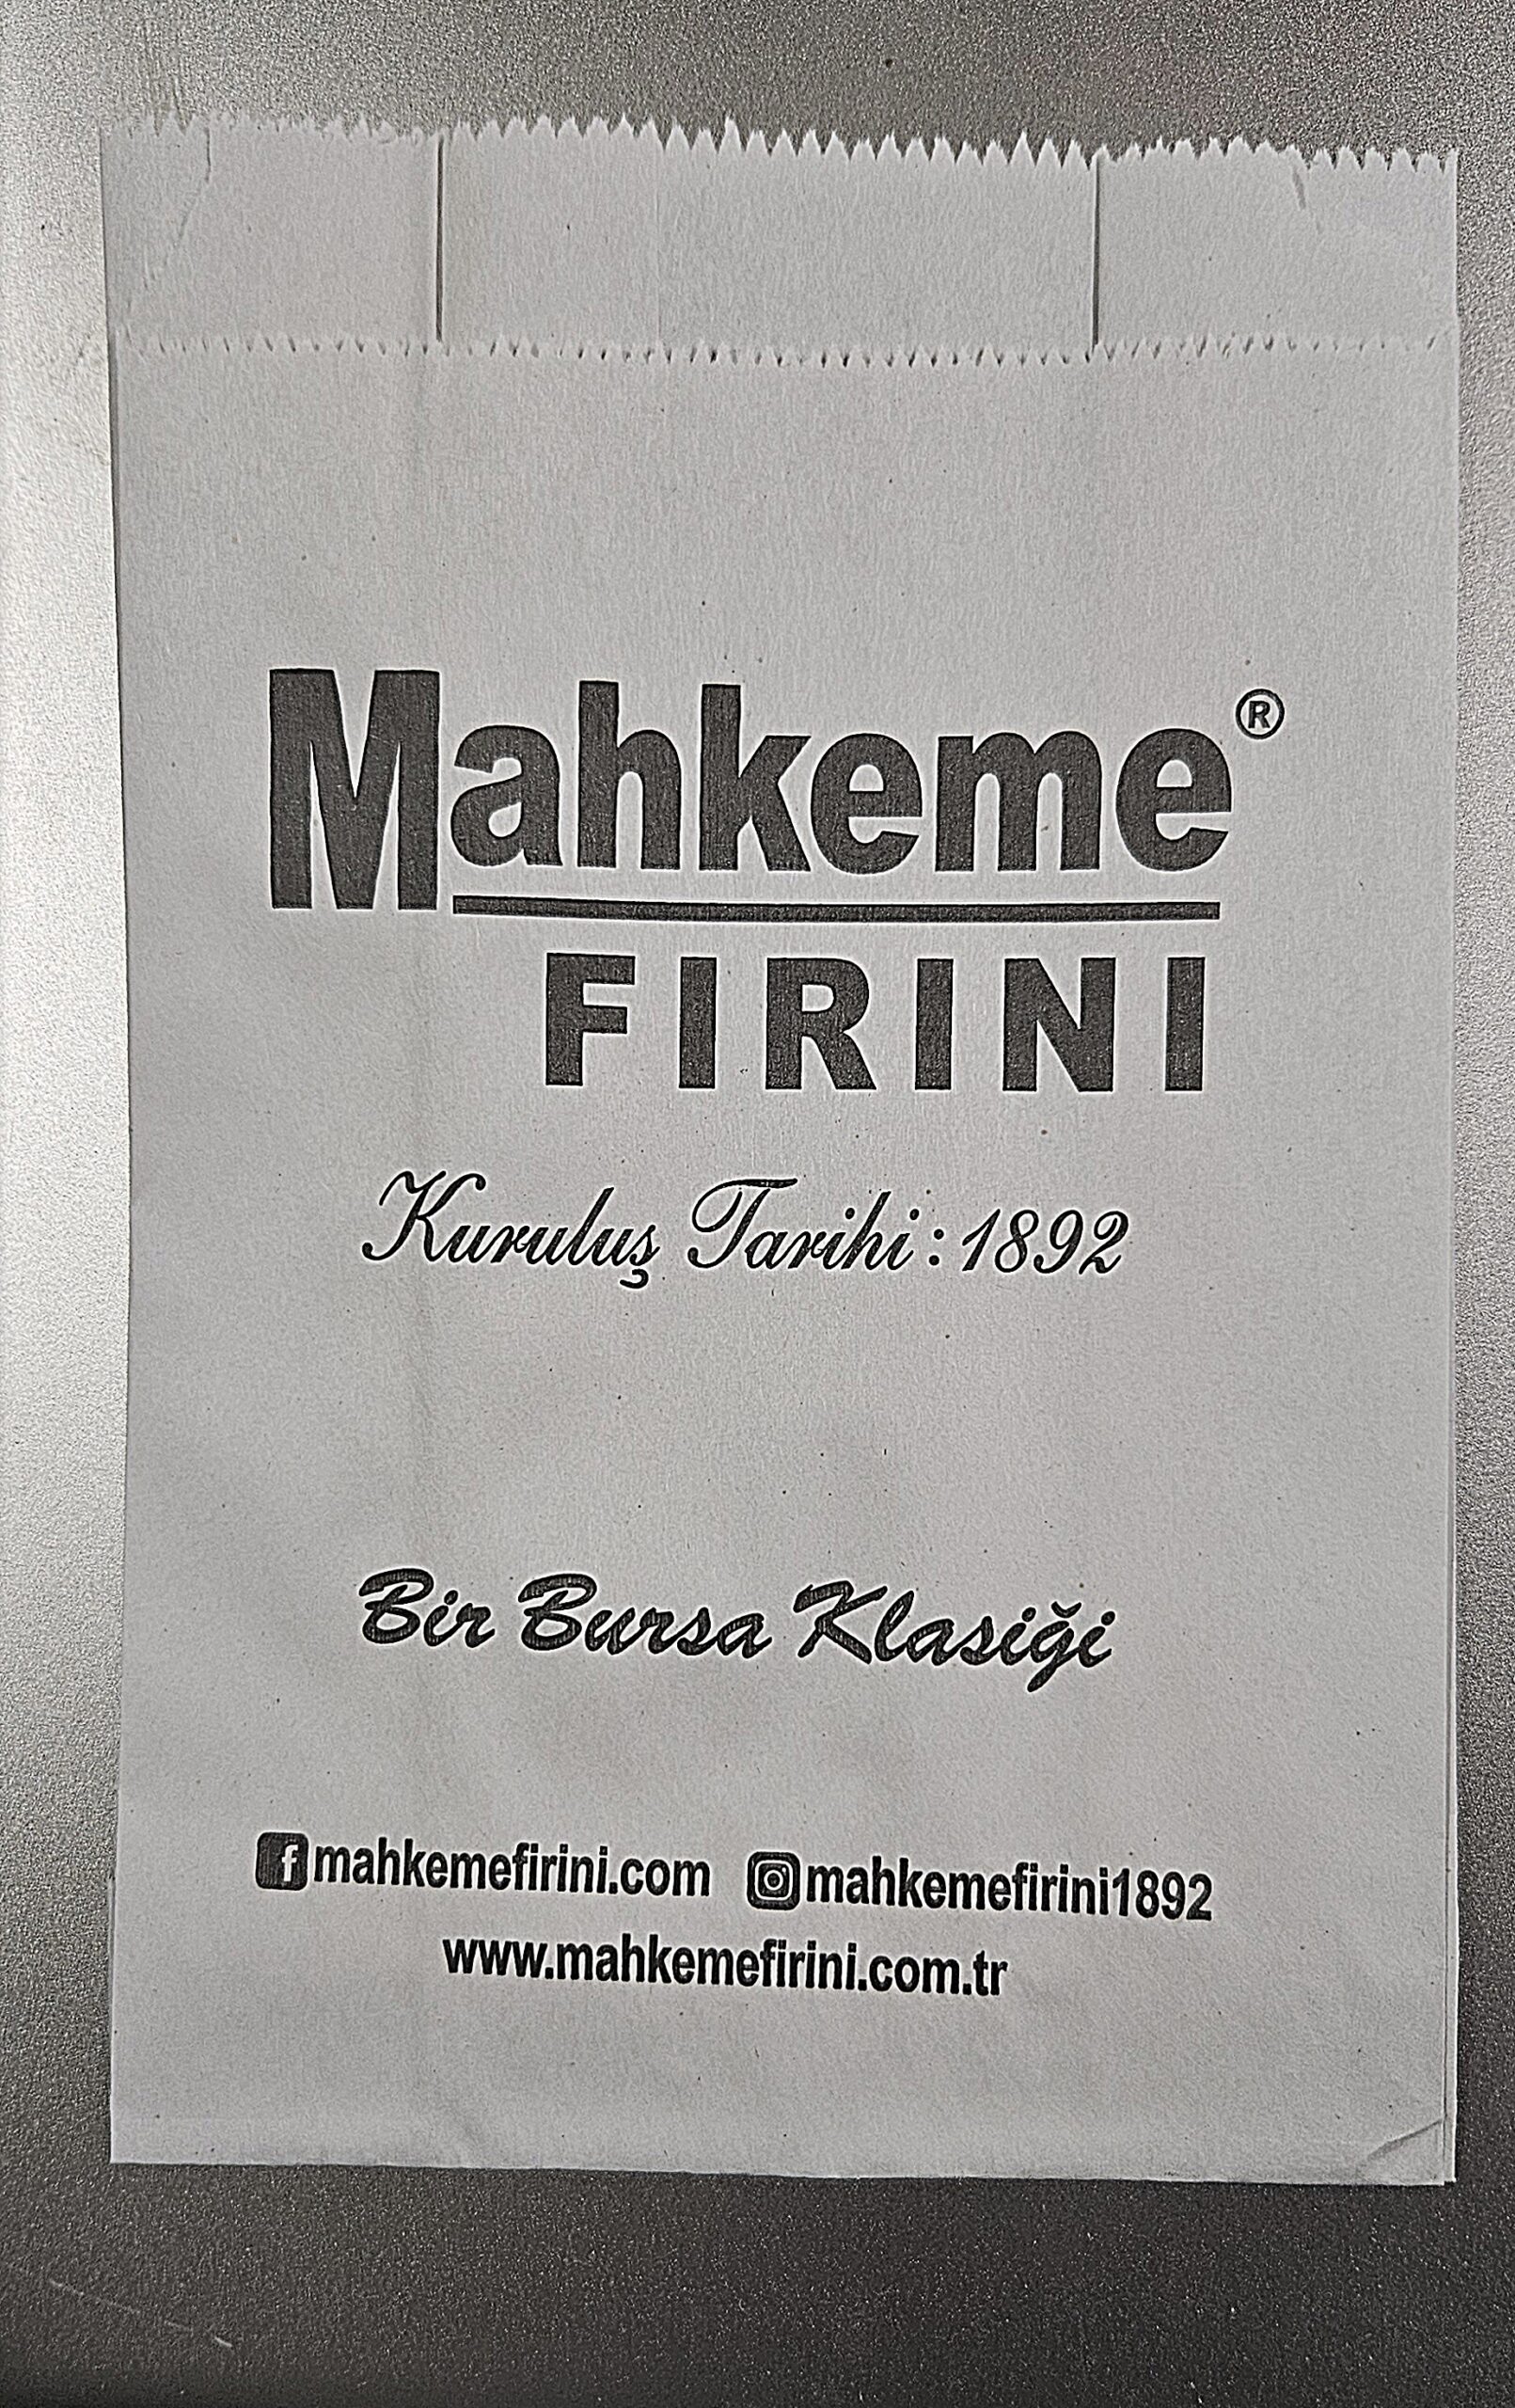 Mahkeme®
FIRINI
Kuruluş Tarihi : 1892
Bir Bursa Klasiği
mahkemefirini.com mahkemefirini1892
www.mahkemefirini.com.tr